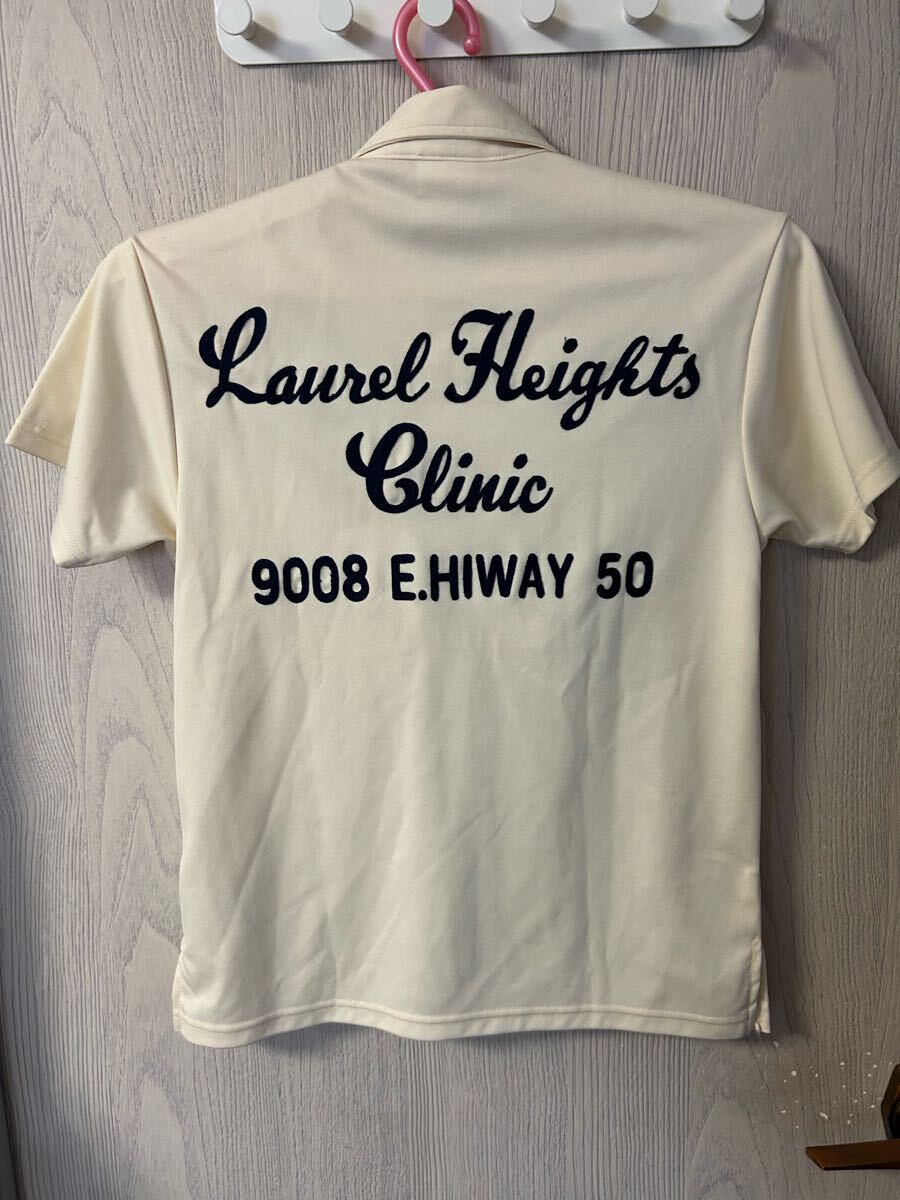 Laurel Heights
Clinic
9008 E.HIWAY 50